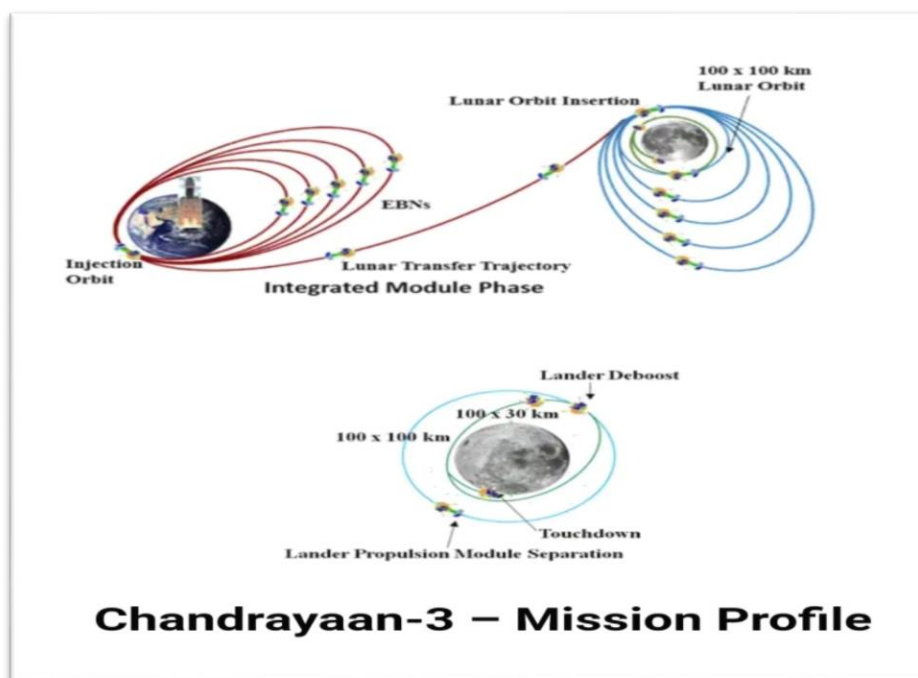 100 x 100 km
Lunar Orbit
Lunar Orbit Insertion
EBNs
Injection
Orbit
Lunar Transfer Trajectory
Integrated Module Phase
Lander Deboost
100 x 30 km
100 x 100 km
Touchdown
Lander Propulsion Module Separation
Chandrayaan-3 – Mission Profile